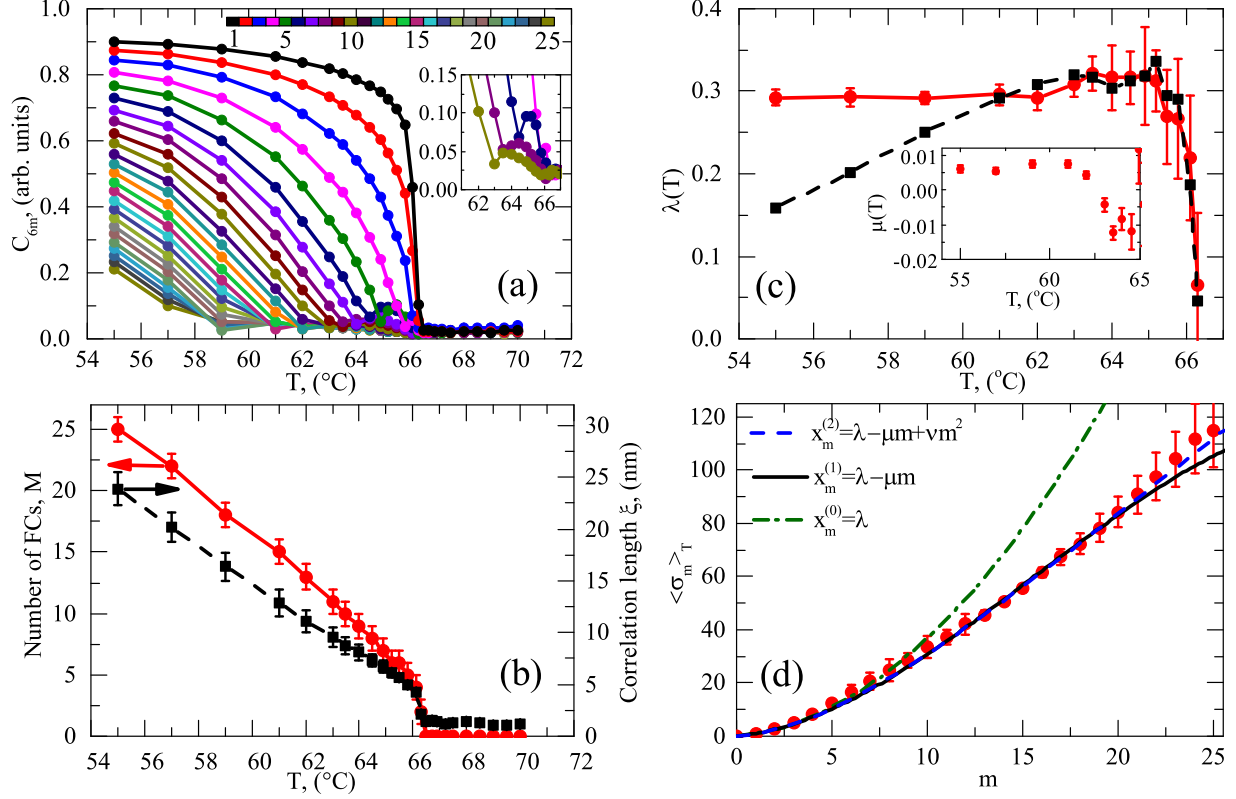 1 5 10 15 20 25
1.0
0.8
0.6
0.4
0.2
0.0
C6m, (arb. units)
0.15
0.10
0.05
0.00
62 64 66
(a)
54 56 58 60 62 64 66 68 70 72
T, (°C)
0.4
0.3
0.2
0.1
0.0
λ(T)
0.01
0.00
-0.01
-0.02
μ(T)
55 60 65
T, (°C)
(c)
54 56 58 60 62 64 66
T, (°C)
25
20
15
10
5
0
Number of FCs, M
30
25
20
15
10
5
0
Correlation length ξ, (nm)
(b)
54 56 58 60 62 64 66 68 70 72
T, (°C)
120
100
80
60
40
20
0
<σm>T
xm(2)=λ−μm+νm2
xm(1)=λ−μm
xm(0)=λ
(d)
0 5 10 15 20 25
m